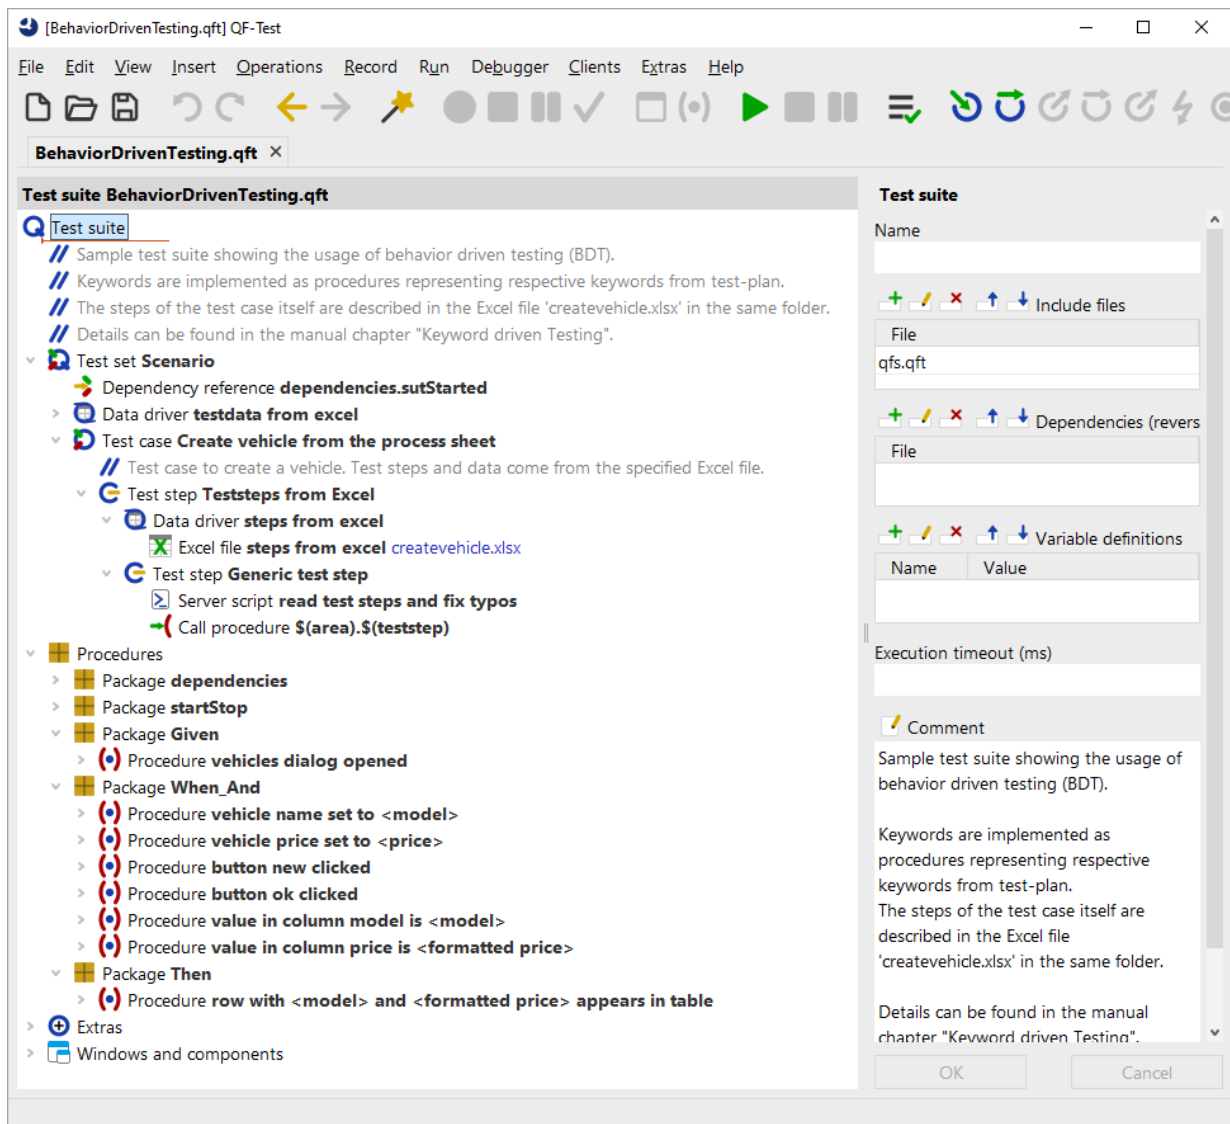 [BehaviorDrivenTesting.qft] QF-Test
File Edit View Insert Operations Record Run Debugger Clients Extras Help
BehaviorDrivenTesting.qft
Test suite BehaviorDrivenTesting.qft
Test suite
// Sample test suite showing the usage of behavior driven testing (BDT).
// Keywords are implemented as procedures representing respective keywords from test-plan.
// The steps of the test case itself are described in the Excel file 'createvehicle.xlsx' in the same folder.
// Details can be found in the manual chapter "Keyword driven Testing".
Test set Scenario
Dependency reference dependencies.sutStarted
Data driver testdata from excel
Test case Create vehicle from the process sheet
// Test case to create a vehicle. Test steps and data come from the specified Excel file.
Test step Teststeps from Excel
Data driver steps from excel
Excel file steps from excel createvehicle.xlsx
Test step Generic test step
Server script read test steps and fix typos
Call procedure $(area).$(teststep)
Procedures
Package dependencies
Package startStop
Package Given
Procedure vehicles dialog opened
Package When_And
Procedure vehicle name set to <model>
Procedure vehicle price set to <price>
Procedure button new clicked
Procedure button ok clicked
Procedure value in column model is <model>
Procedure value in column price is <formatted price>
Package Then
Procedure row with <model> and <formatted price> appears in table
Extras
Windows and components
Test suite
Name
Include files
File
qfs.qft
Dependencies (revers
File
Variable definitions
Name Value
Execution timeout (ms)
Comment
Sample test suite showing the usage of
behavior driven testing (BDT).
Keywords are implemented as
procedures representing respective
keywords from test-plan.
The steps of the test case itself are
described in the Excel file
'createvehicle.xlsx' in the same folder.
Details can be found in the manual
chapter "Keyword driven Testing".
OK Cancel